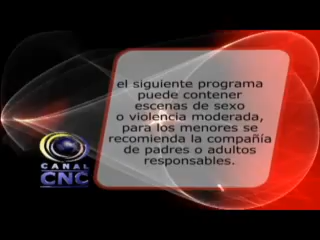 el siguiente programa
puede contener
escenas de sexo
o violencia moderada,
para los menores se
recomienda la compañía
de padres o adultos
responsables.
CANAL
CNC